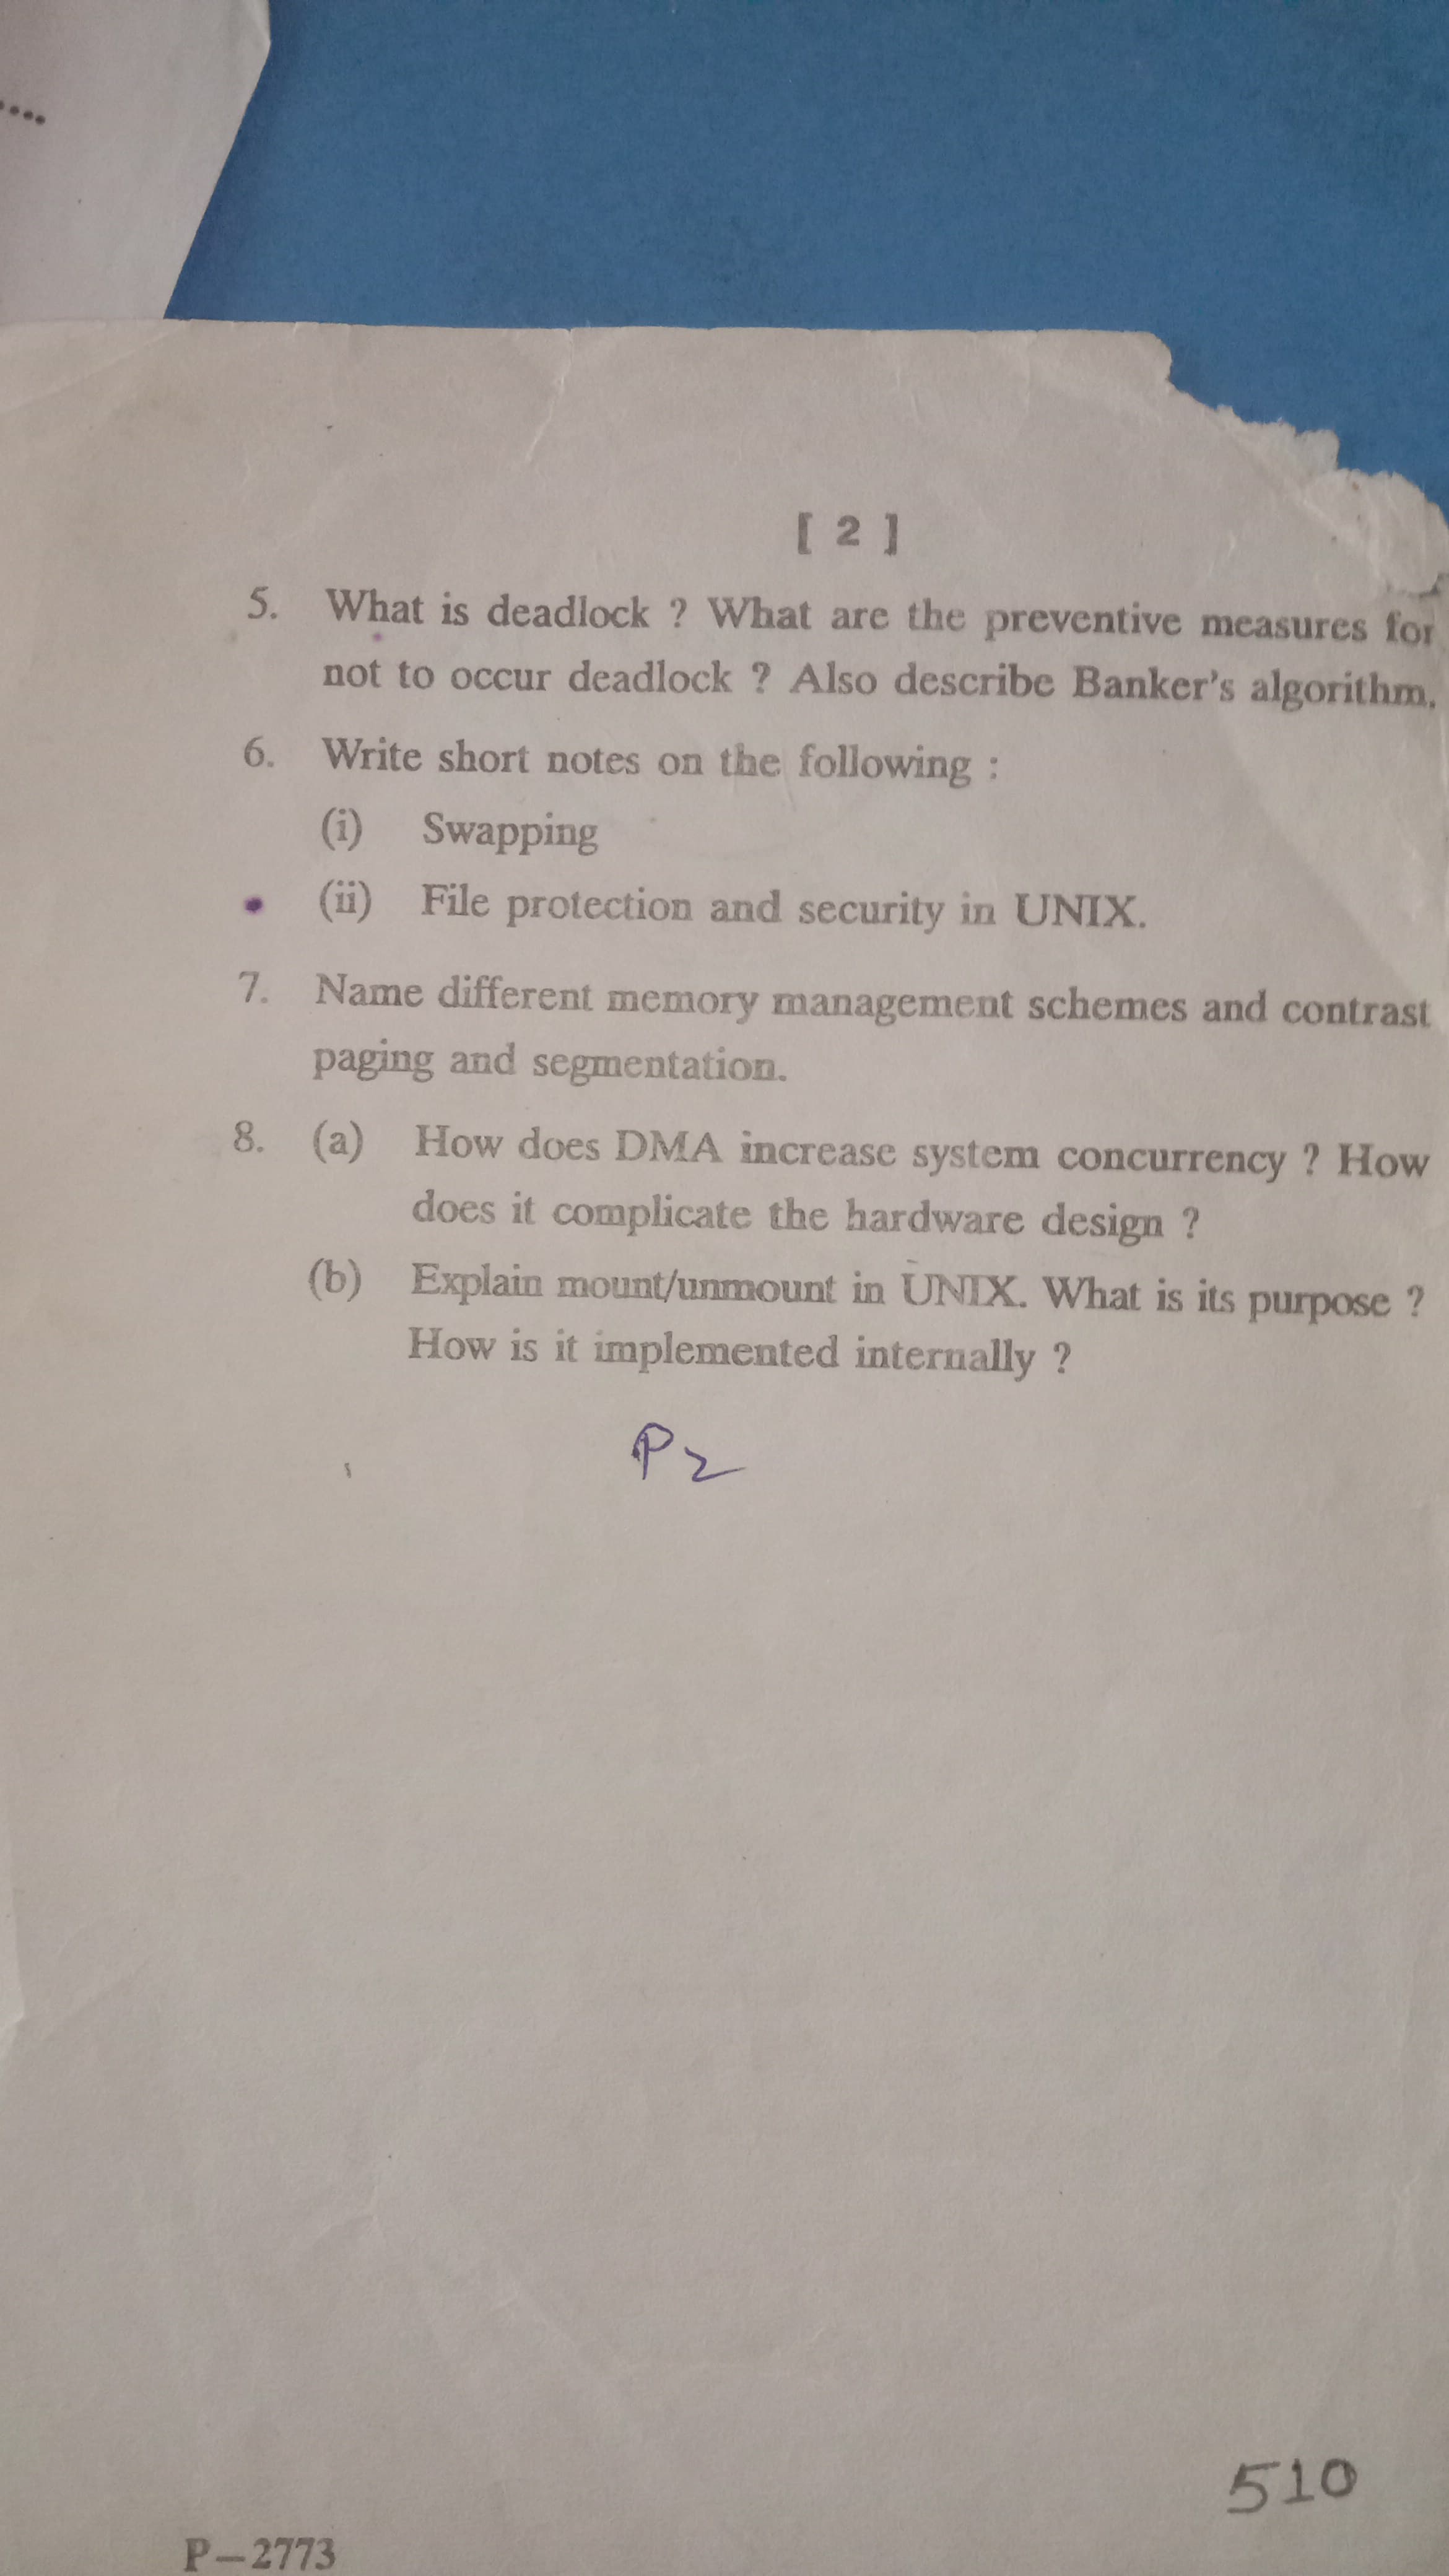 [ 2 ]
5. What is deadlock ? What are the preventive measures for
not to occur deadlock ? Also describe Banker's algorithm.
6. Write short notes on the following :
(i) Swapping
(ii) File protection and security in UNIX.
7. Name different memory management schemes and contrast
paging and segmentation.
8. (a) How does DMA increase system concurrency ? How
does it complicate the hardware design ?
(b) Explain mount/unmount in UNIX. What is its purpose ?
How is it implemented internally ?
P2
510
P—2773